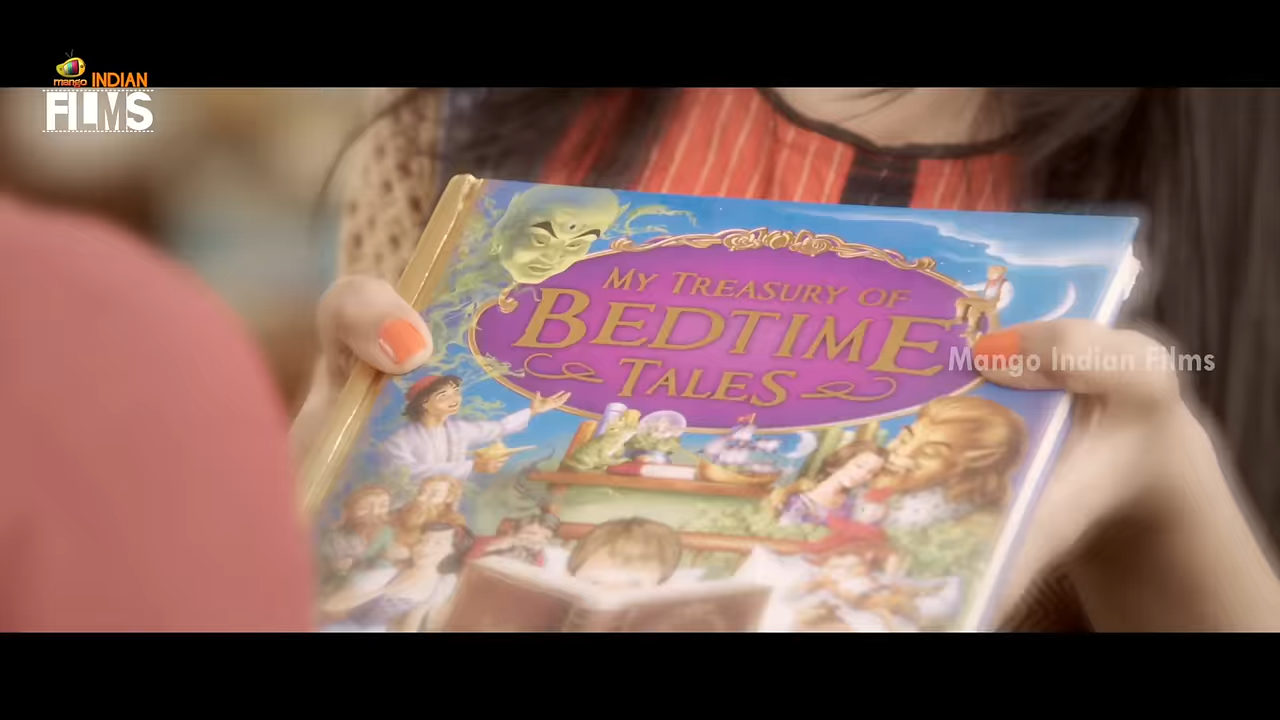 mango INDIAN
FILMS
MY TREASURY OF
BEDTIME
TALES
Mango Indian Films